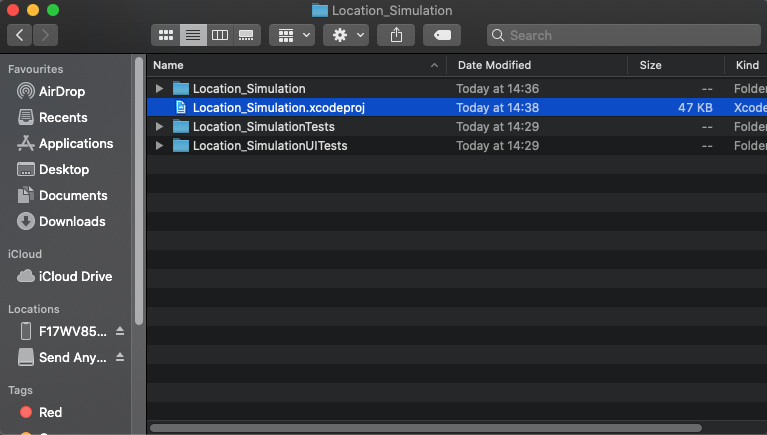 Location_Simulation
Search
Favourites
AirDrop
Recents
Applications
Desktop
Documents
Downloads
iCloud
iCloud Drive
Locations
F17WV85...
Send Any...
Tags
Red
Name Date Modified Size Kind
Location_Simulation Today at 14:36 -- Folder
Location_Simulation.xcodeproj Today at 14:38 47 KB Xcode
Location_SimulationTests Today at 14:29 -- Folder
Location_SimulationUITests Today at 14:29 -- Folder